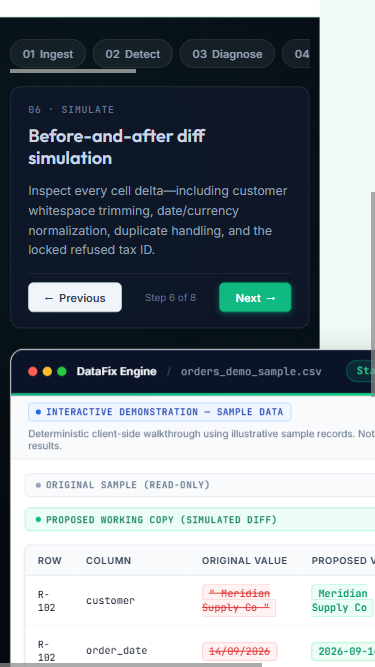 01 Ingest 02 Detect 03 Diagnose 04
06 · SIMULATE
Before-and-after diff
simulation
Inspect every cell delta—including customer
whitespace trimming, date/currency
normalization, duplicate handling, and the
locked refused tax ID.
← Previous Step 6 of 8 Next →
DataFix Engine / orders_demo_sample.csv
INTERACTIVE DEMONSTRATION — SAMPLE DATA
Deterministic client-side walkthrough using illustrative sample records. Not
results.
ORIGINAL SAMPLE (READ-ONLY)
PROPOSED WORKING COPY (SIMULATED DIFF)
ROW COLUMN ORIGINAL VALUE PROPOSED V
R-
102
customer
" Meridian
Supply Co "
Meridian
Supply Co
R-
102
order_date
14/09/2026
2026-09-1